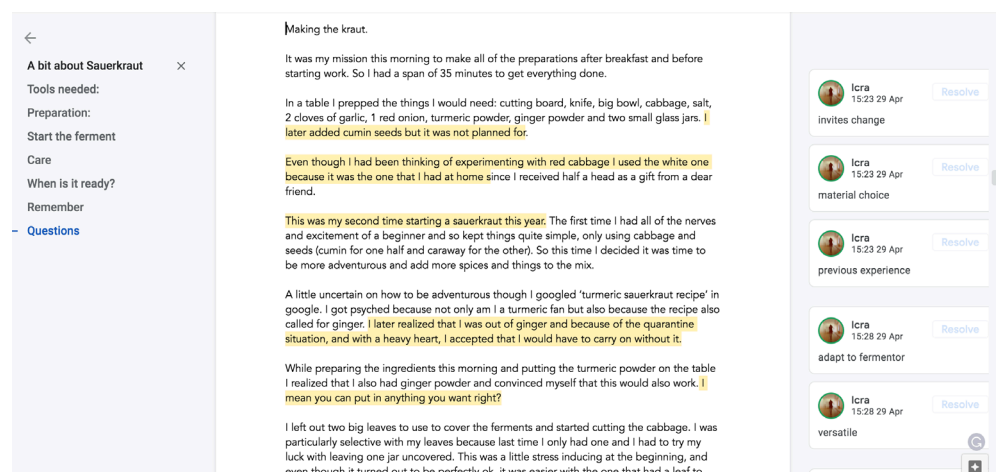 A bit about Sauerkraut
Tools needed:
Preparation:
Start the ferment
Care
When is it ready?
Remember
Questions
Making the kraut.
It was my mission this morning to make all of the preparations after breakfast and before
starting work. So I had a span of 35 minutes to get everything done.
In a table I prepped the things I would need: cutting board, knife, big bowl, cabbage, salt,
2 cloves of garlic, 1 red onion, turmeric powder, ginger powder and two small glass jars. I
later added cumin seeds but it was not planned for.
Even though I had been thinking of experimenting with red cabbage I used the white one
because it was the one that I had at home since I received half a head as a gift from a dear
friend.
This was my second time starting a sauerkraut this year. The first time I had all of the nerves
and excitement of a beginner and so kept things quite simple, only using cabbage and
seeds (cumin for one half and caraway for the other). So this time I decided it was time to
be more adventurous and add more spices and things to the mix.
A little uncertain on how to be adventurous though I googled ‘turmeric sauerkraut recipe’ in
google. I got psyched because not only am I a turmeric fan but also because the recipe also
called for ginger. I later realized that I was out of ginger and because of the quarantine
situation, and with a heavy heart, I accepted that I would have to carry on without it.
While preparing the ingredients this morning and putting the turmeric powder on the table
I realized that I also had ginger powder and convinced myself that this would also work. I
mean you can put in anything you want right?
I left out two big leaves to use to cover the ferments and started cutting the cabbage. I was
particularly selective with my leaves because last time I only had one and I had to try my
luck with leaving one jar uncovered. This was a little stress inducing at the beginning, and
even though it turned out to be perfectly ok, it was easier with the one that had a leaf to
Icra
15:23 29 Apr
Resolve
invites change
Icra
15:23 29 Apr
Resolve
material choice
Icra
15:23 29 Apr
Resolve
previous experience
Icra
15:28 29 Apr
Resolve
adapt to fermentor
Icra
15:28 29 Apr
Resolve
versatile